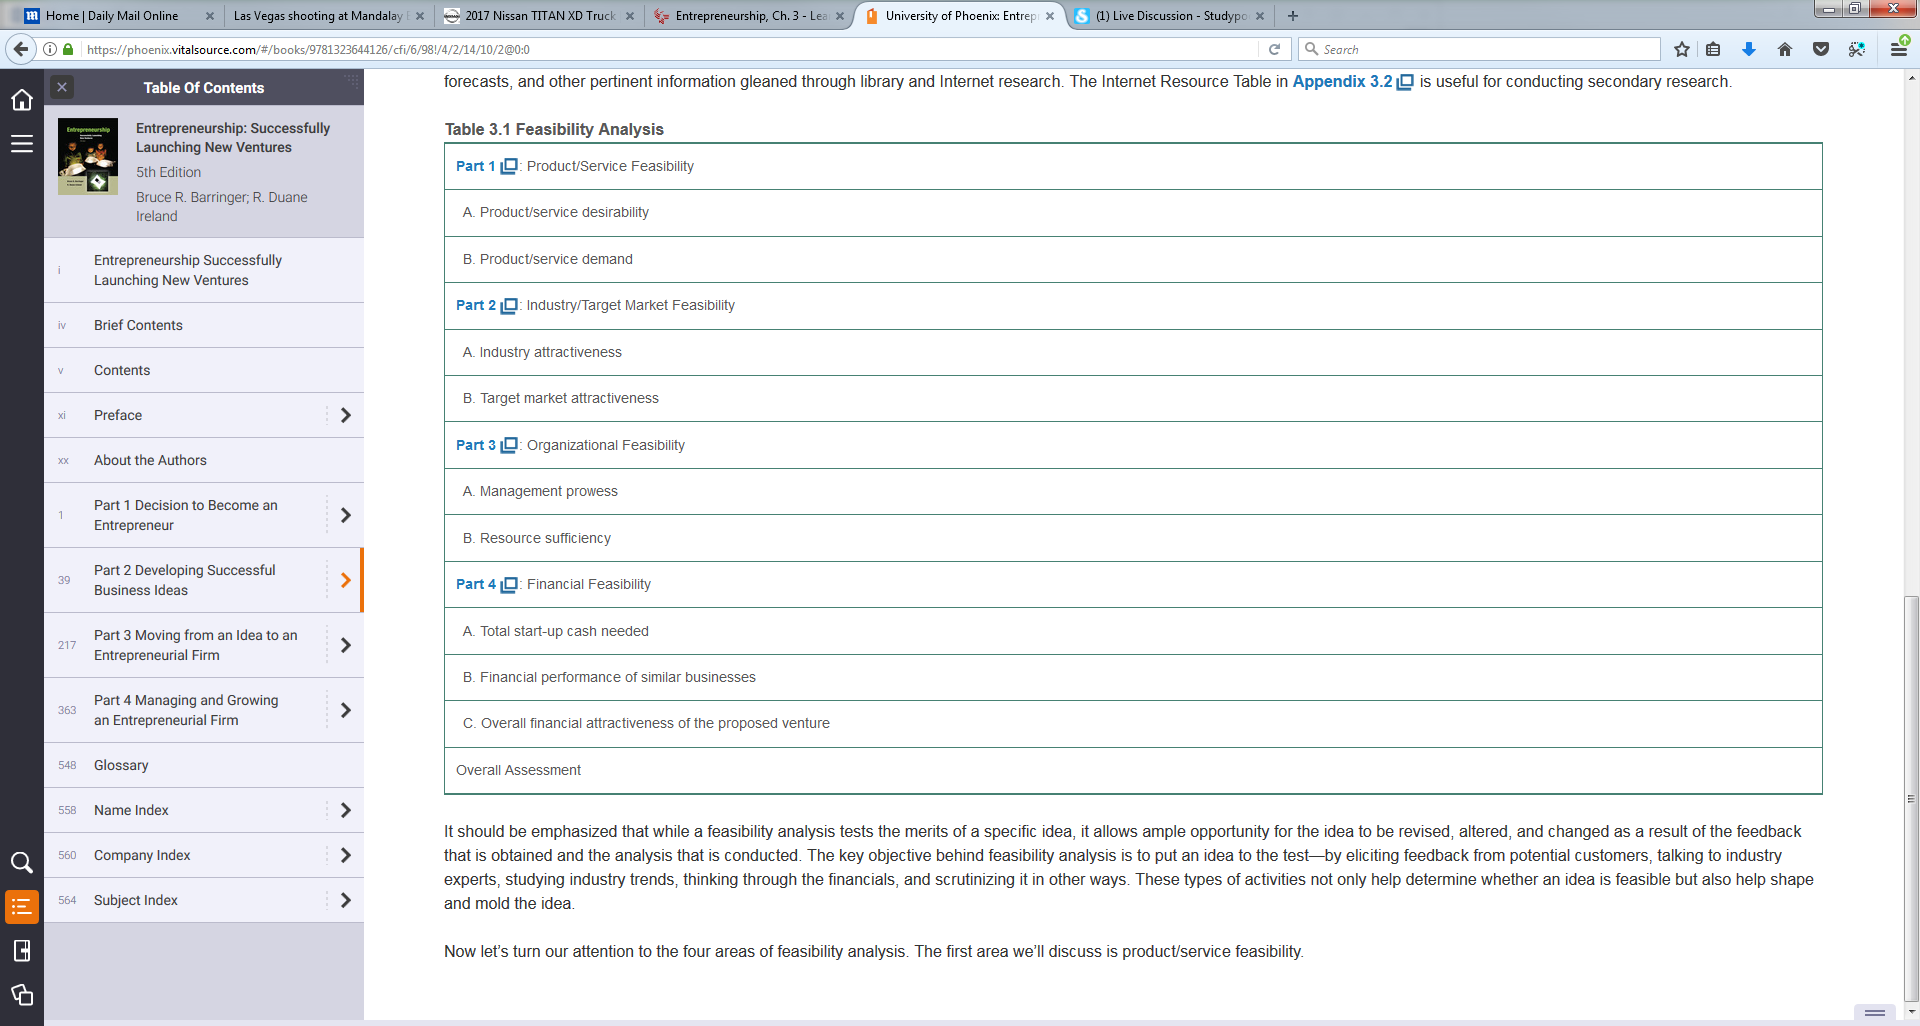 Home | Daily Mail Online
Las Vegas shooting at Mandalay
2017 Nissan TITAN XD Truck
Entrepreneurship, Ch. 3 - Lea
University of Phoenix: Entrep
(1) Live Discussion - Studypo
https://phoenix.vitalsource.com/#/books/9781323644126/cfi/6/98!/4/2/14/10/2@0:0
Search
Table Of Contents
Entrepreneurship: Successfully
Launching New Ventures
5th Edition
Bruce R. Barringer; R. Duane
Ireland
i Entrepreneurship Successfully
Launching New Ventures
iv Brief Contents
v Contents
xi Preface
xx About the Authors
1 Part 1 Decision to Become an
Entrepreneur
39 Part 2 Developing Successful
Business Ideas
217 Part 3 Moving from an Idea to an
Entrepreneurial Firm
363 Part 4 Managing and Growing
an Entrepreneurial Firm
548 Glossary
558 Name Index
560 Company Index
564 Subject Index
forecasts, and other pertinent information gleaned through library and Internet research. The Internet Resource Table in Appendix 3.2 is useful for conducting secondary research.
Table 3.1 Feasibility Analysis
Part 1 : Product/Service Feasibility
A. Product/service desirability
B. Product/service demand
Part 2 : Industry/Target Market Feasibility
A. Industry attractiveness
B. Target market attractiveness
Part 3 : Organizational Feasibility
A. Management prowess
B. Resource sufficiency
Part 4 : Financial Feasibility
A. Total start-up cash needed
B. Financial performance of similar businesses
C. Overall financial attractiveness of the proposed venture
Overall Assessment
It should be emphasized that while a feasibility analysis tests the merits of a specific idea, it allows ample opportunity for the idea to be revised, altered, and changed as a result of the feedback
that is obtained and the analysis that is conducted. The key objective behind feasibility analysis is to put an idea to the test—by eliciting feedback from potential customers, talking to industry
experts, studying industry trends, thinking through the financials, and scrutinizing it in other ways. These types of activities not only help determine whether an idea is feasible but also help shape
and mold the idea.
Now let's turn our attention to the four areas of feasibility analysis. The first area we'll discuss is product/service feasibility.